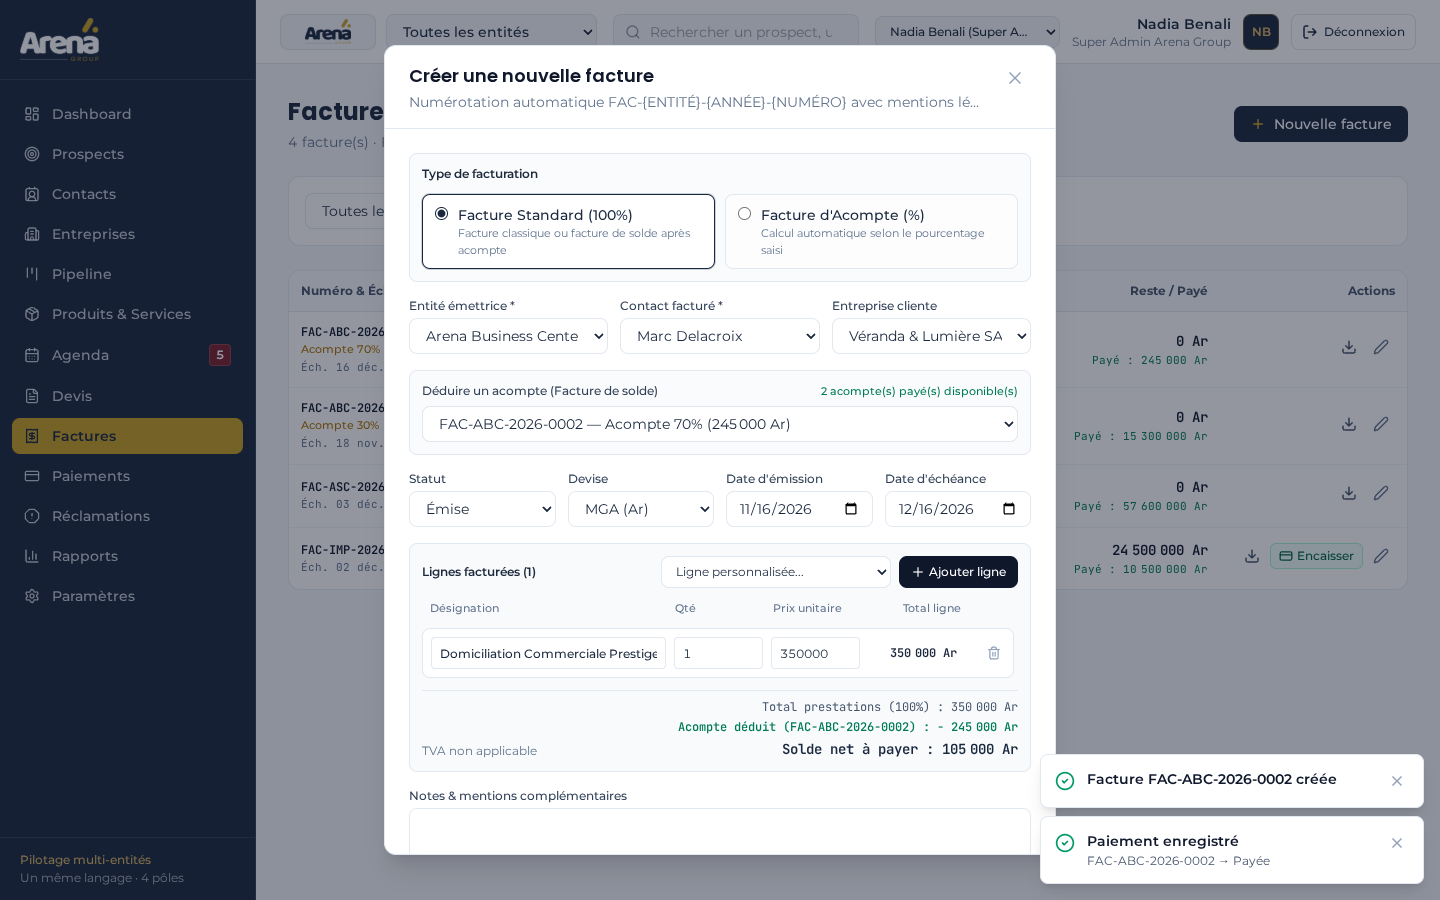 Arena
GROUP
Dashboard
Prospects
Contacts
Entreprises
Pipeline
Produits & Services
Agenda
5
Devis
Factures
Paiements
Réclamations
Rapports
Paramètres
Pilotage multi-entités
Un même langage · 4 pôles
Arena
GROUP
Toutes les entités
Rechercher un prospect, u
Nadia Benali (Super A...
Nadia Benali
Super Admin Arena Group
NB
Déconnexion
Facture
4 facture(s) ·
Nouvelle facture
Toutes le
Numéro & Éc
Reste / Payé
Actions
FAC-ABC-2026
Acompte 70%
Éch. 16 déc.
0 Ar
Payé : 245 000 Ar
FAC-ABC-2026
Acompte 30%
Éch. 18 nov.
0 Ar
Payé : 15 300 000 Ar
FAC-ASC-2026
Éch. 03 déc.
0 Ar
Payé : 57 600 000 Ar
FAC-IMP-2026
Éch. 02 déc.
24 500 000 Ar
Payé : 10 500 000 Ar
Encaisser
Créer une nouvelle facture
Numérotation automatique FAC-{ENTITÉ}-{ANNÉE}-{NUMÉRO} avec mentions lé...
Type de facturation
Facture Standard (100%)
Facture classique ou facture de solde après
acompte
Facture d'Acompte (%)
Calcul automatique selon le pourcentage
saisi
Entité émettrice *
Contact facturé *
Entreprise cliente
Arena Business Cente
Marc Delacroix
Véranda & Lumière SA
Déduire un acompte (Facture de solde)
2 acompte(s) payé(s) disponible(s)
FAC-ABC-2026-0002 — Acompte 70% (245 000 Ar)
Statut
Devise
Date d'émission
Date d'échéance
Émise
MGA (Ar)
11/16/2026
12/16/2026
Lignes facturées (1)
Ligne personnalisée...
Ajouter ligne
Désignation
Qté
Prix unitaire
Total ligne
Domiciliation Commerciale Prestige
1
350000
350 000 Ar
Total prestations (100%) : 350 000 Ar
Acompte déduit (FAC-ABC-2026-0002) : - 245 000 Ar
TVA non applicable
Solde net à payer : 105 000 Ar
Notes & mentions complémentaires
Facture FAC-ABC-2026-0002 créée
Paiement enregistré
FAC-ABC-2026-0002 → Payée